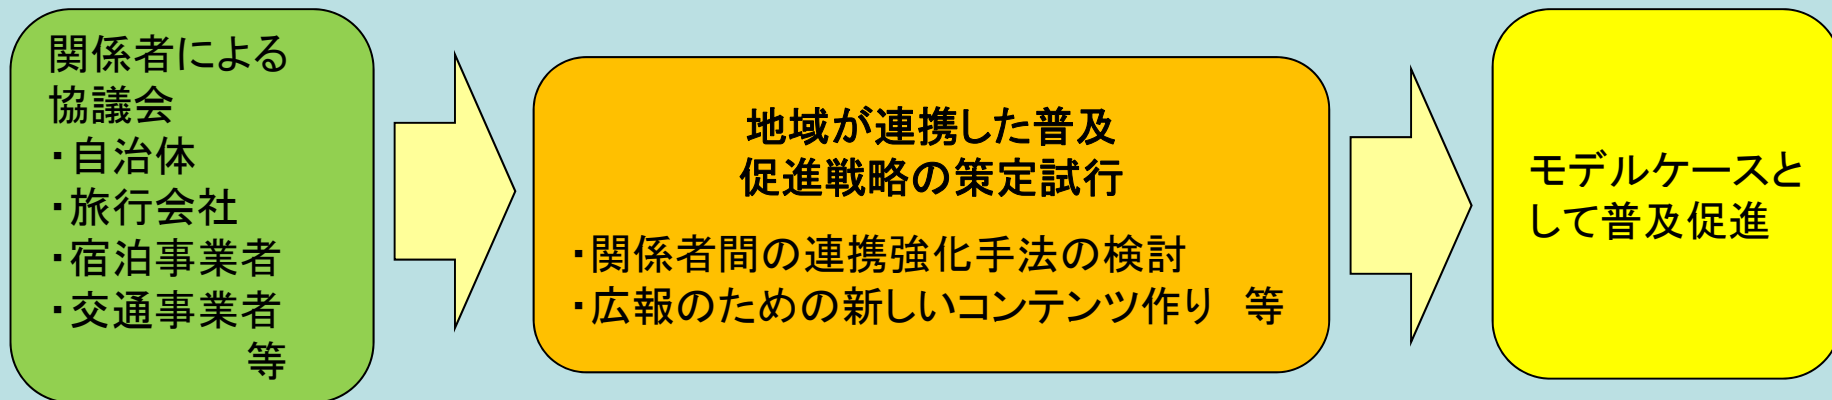 関係者による
協議会
・自治体
・旅行会社
・宿泊事業者
・交通事業者
等
地域が連携した普及
促進戦略の策定試行
・関係者間の連携強化手法の検討
・広報のための新しいコンテンツ作り　等
モデルケースと
して普及促進